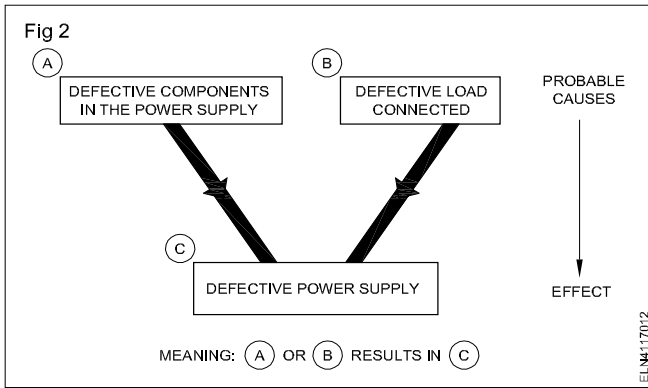 Fig 2
A
DEFECTIVE COMPONENTS
IN THE POWER SUPPLY
B
DEFECTIVE LOAD
CONNECTED
PROBABLE
CAUSES
C
DEFECTIVE POWER SUPPLY
EFFECT
MEANING: A OR B RESULTS IN C
ELN4117012